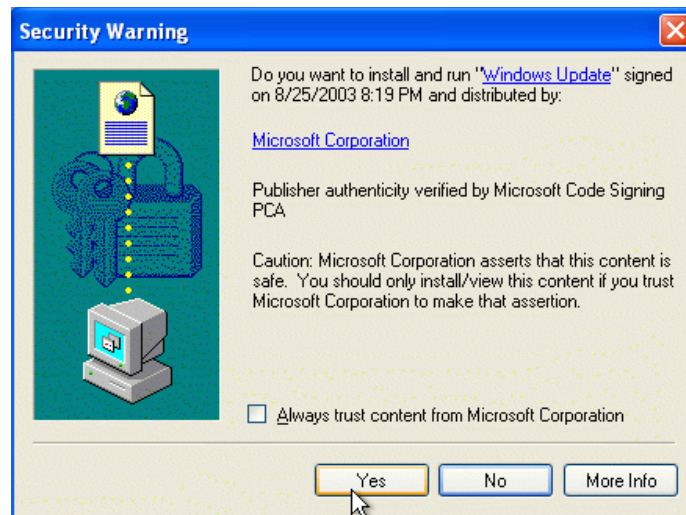 Security Warning
Do you want to install and run "Windows Update" signed
on 8/25/2003 8:19 PM and distributed by:
Microsoft Corporation
Publisher authenticity verified by Microsoft Code Signing
PCA
Caution: Microsoft Corporation asserts that this content is
safe. You should only install/view this content if you trust
Microsoft Corporation to make that assertion.
Always trust content from Microsoft Corporation
Yes No More Info